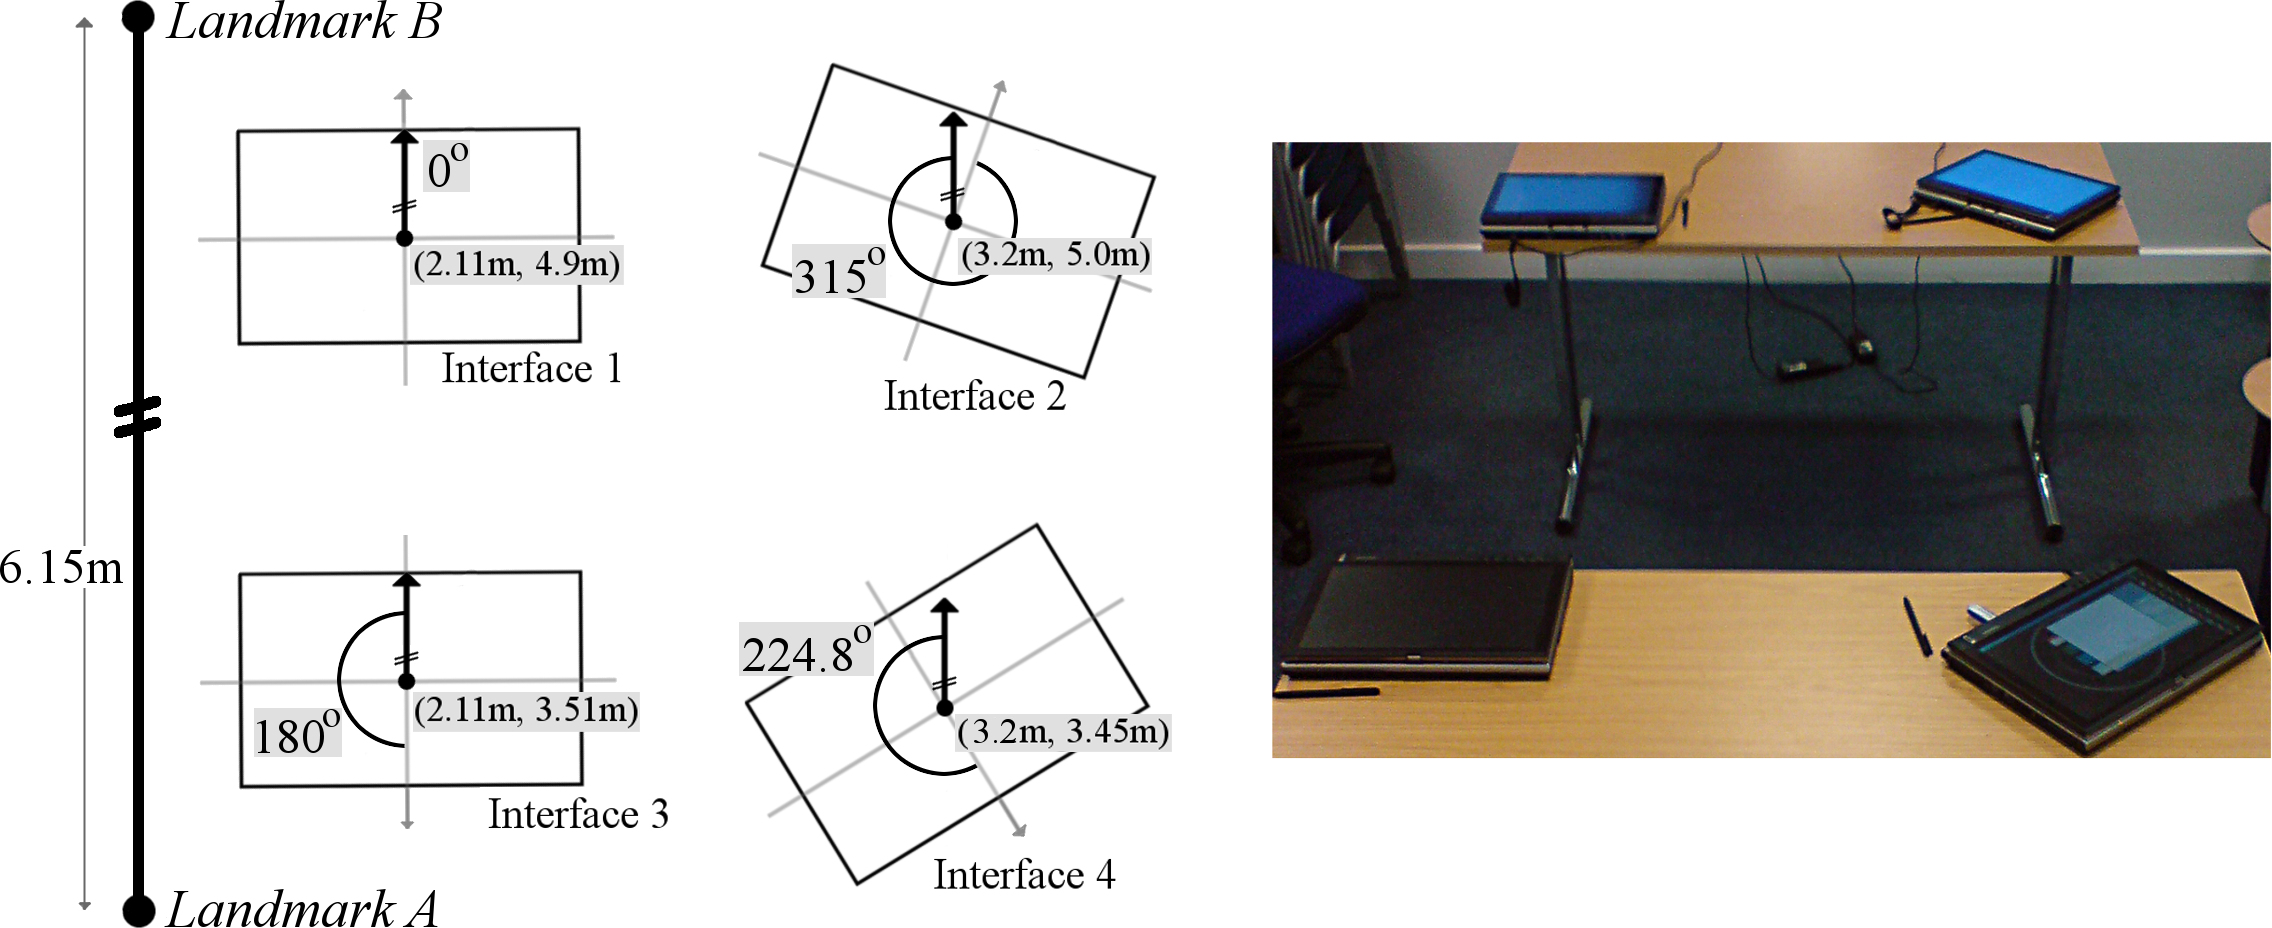 Landmark B
0°
(2.11m, 4.9m)
Interface 1
315°
(3.2m, 5.0m)
Interface 2
6.15m
180°
(2.11m, 3.51m)
Interface 3
224.8°
(3.2m, 3.45m)
Interface 4
Landmark A